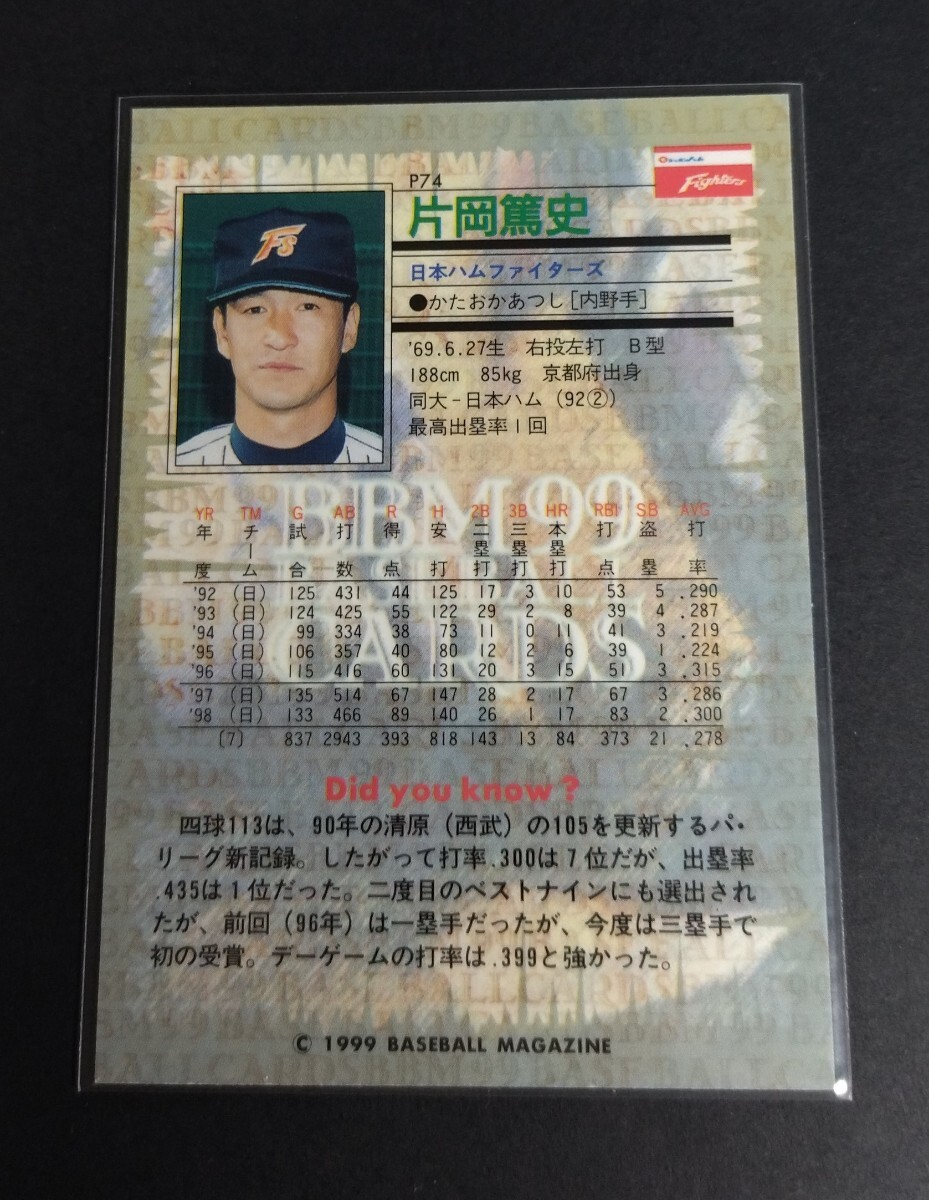 日本ハム
Fighters
P74
片岡篤史
日本ハムファイターズ
●かたおかあつし[内野手]
'69.6.27生 右投左打 B型
188cm 85kg 京都府出身
同大-日本ハム (92②)
最高出塁率1回
FS
BBM 99
BASEBALL
CARDS
YR TM G AB R H 2B 3B HR RBI SB AVG
年度 チーム 試合 打数 得点 安打 二塁打 三塁打 本塁打 打点 盗塁 打率
'92 (日) 125 431 44 125 17 3 10 53 5 .290
'93 (日) 124 425 55 122 29 2 8 39 4 .287
'94 (日) 99 334 38 73 11 0 11 41 3 .219
'95 (日) 106 357 40 80 12 2 6 39 1 .224
'96 (日) 115 416 60 131 20 3 15 51 3 .315
'97 (日) 135 514 67 147 28 2 17 67 3 .286
'98 (日) 133 466 89 140 26 1 17 83 2 .300
(7) 837 2943 393 818 143 13 84 373 21 .278
Did you know?
四球113は、90年の清原(西武)の105を更新するパ・
リーグ新記録。したがって打率.300は7位だが、出塁率
.435は1位だった。二度目のベストナインにも選出され
たが、前回(96年)は一塁手だったが、今度は三塁手で
初の受賞。デーゲームの打率は.399と強かった。
© 1999 BASEBALL MAGAZINE